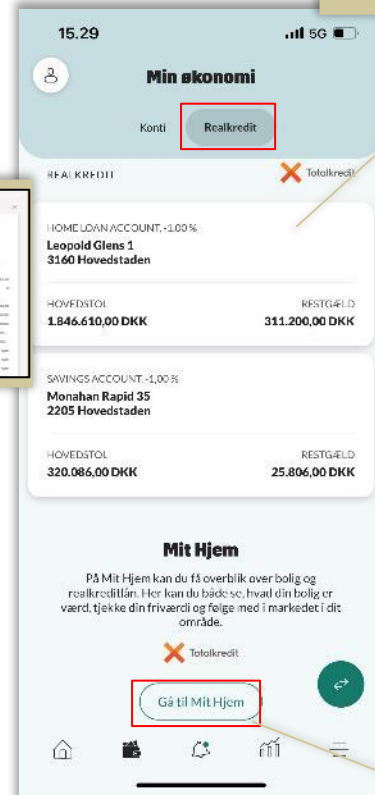 15.29
5G
Min økonomi
Konti
Realkredit
REALKREDIT
Totalkredit
HOME LOAN ACCOUNT, -1.00 %
Leopold Glens 1
3160 Hovedstaden
HOVEDSTOL
RESTGÆLD
1.846.610,00 DKK
311.200,00 DKK
SAVINGS ACCOUNT, -1,00 %
Monahan Rapid 35
2205 Hovedstaden
HOVEDSTOL
RESTGÆLD
320.086,00 DKK
25.806,00 DKK
Mit Hjem
På Mit Hjem kan du få overblik over bolig og
realkreditlån. Her kan du både se, hvad din bolig er
værd, tjekke din friværdi og følge med i markedet i dit
område.
Totalkredit
Gå til Mit Hjem